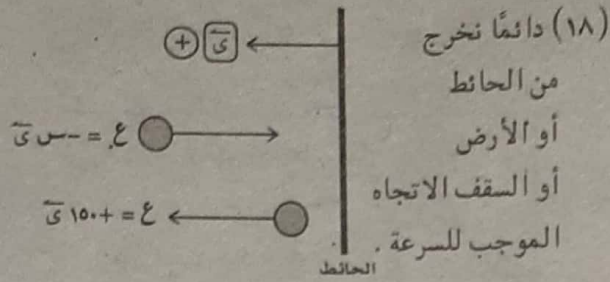 (١٨) دائمًا نخرج
من الحائط
أو الأرض
أو السقف الاتجاه
الموجب للسرعة .
+ ىَ
ع. = -س ىَ
ع = +١٥٠ ىَ
الحائط